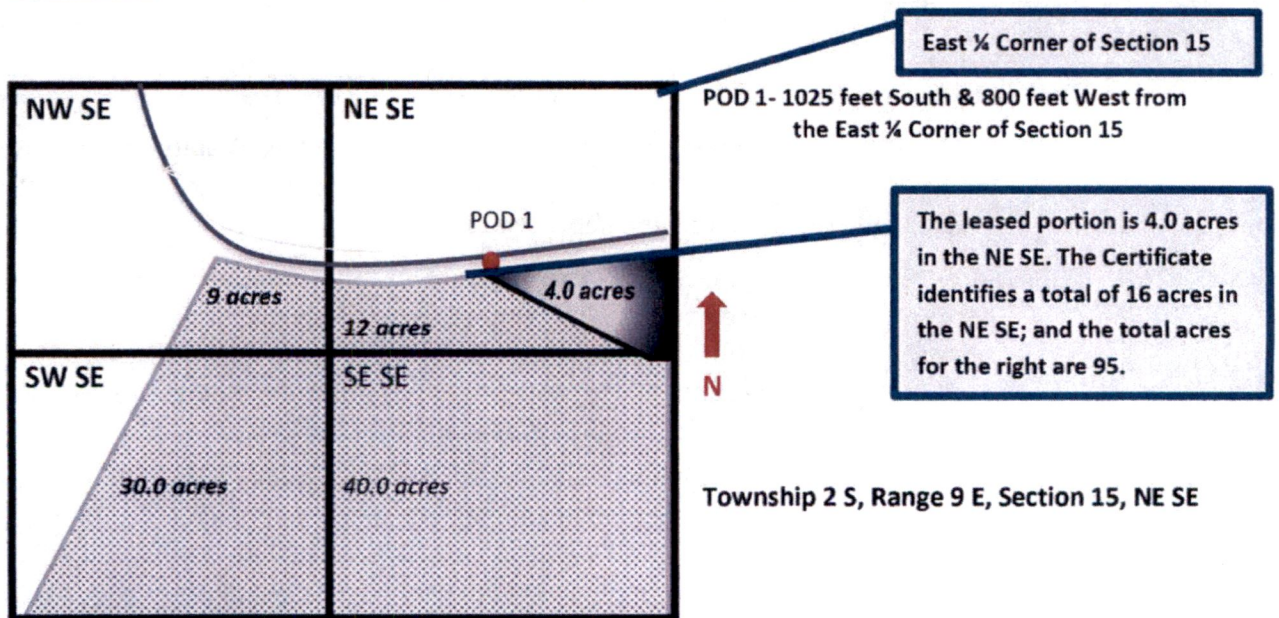 East ¼ Corner of Section 15
NW SE
NE SE
POD 1- 1025 feet South & 800 feet West from
the East ¼ Corner of Section 15
POD 1
The leased portion is 4.0 acres
in the NE SE. The Certificate
identifies a total of 16 acres in
the NE SE; and the total acres
for the right are 95.
9 acres
4.0 acres
12 acres
N
SW SE
SE SE
30.0 acres
40.0 acres
Township 2 S, Range 9 E, Section 15, NE SE